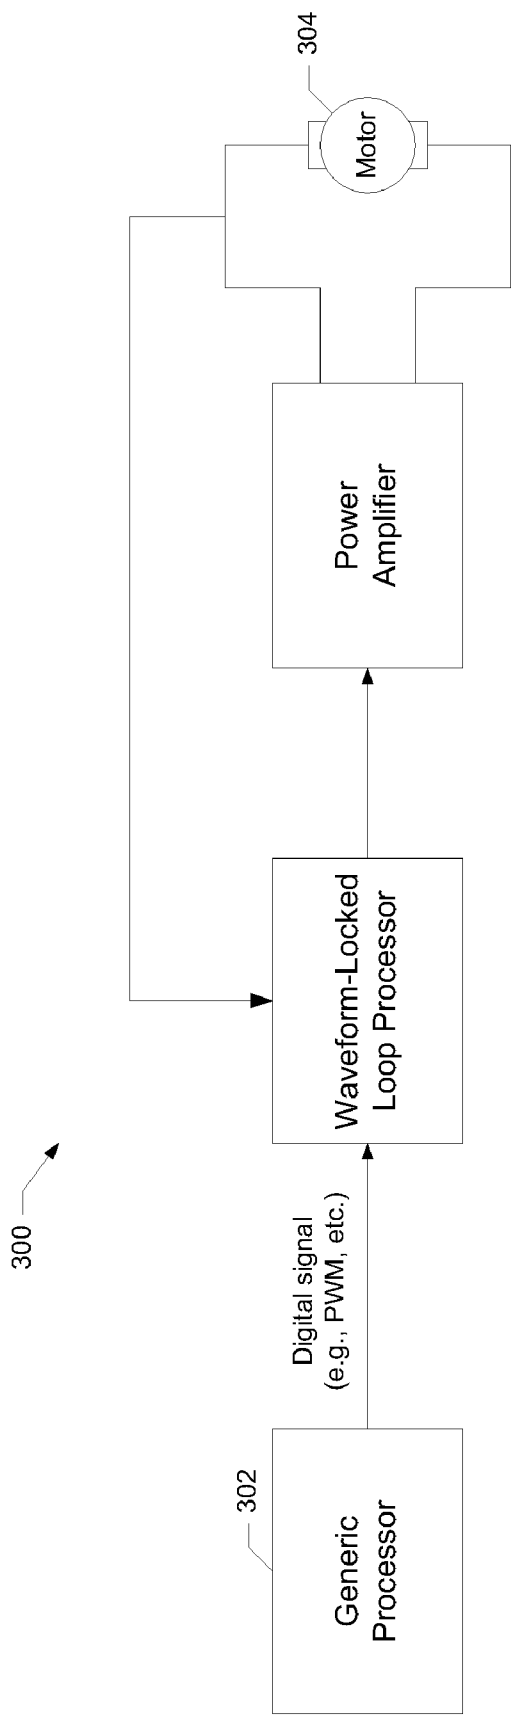 300
302
Generic
Processor
Digital signal
(e.g., PWM, etc.)
Waveform-Locked
Loop Processor
Power
Amplifier
Motor
304